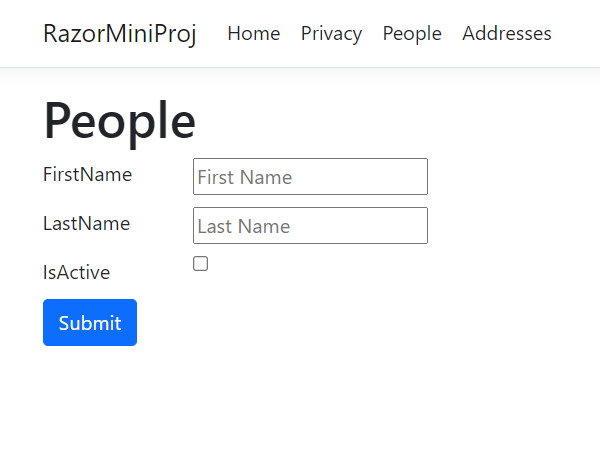 RazorMiniProj Home Privacy People Addresses
People
FirstName First Name
LastName Last Name
IsActive
Submit